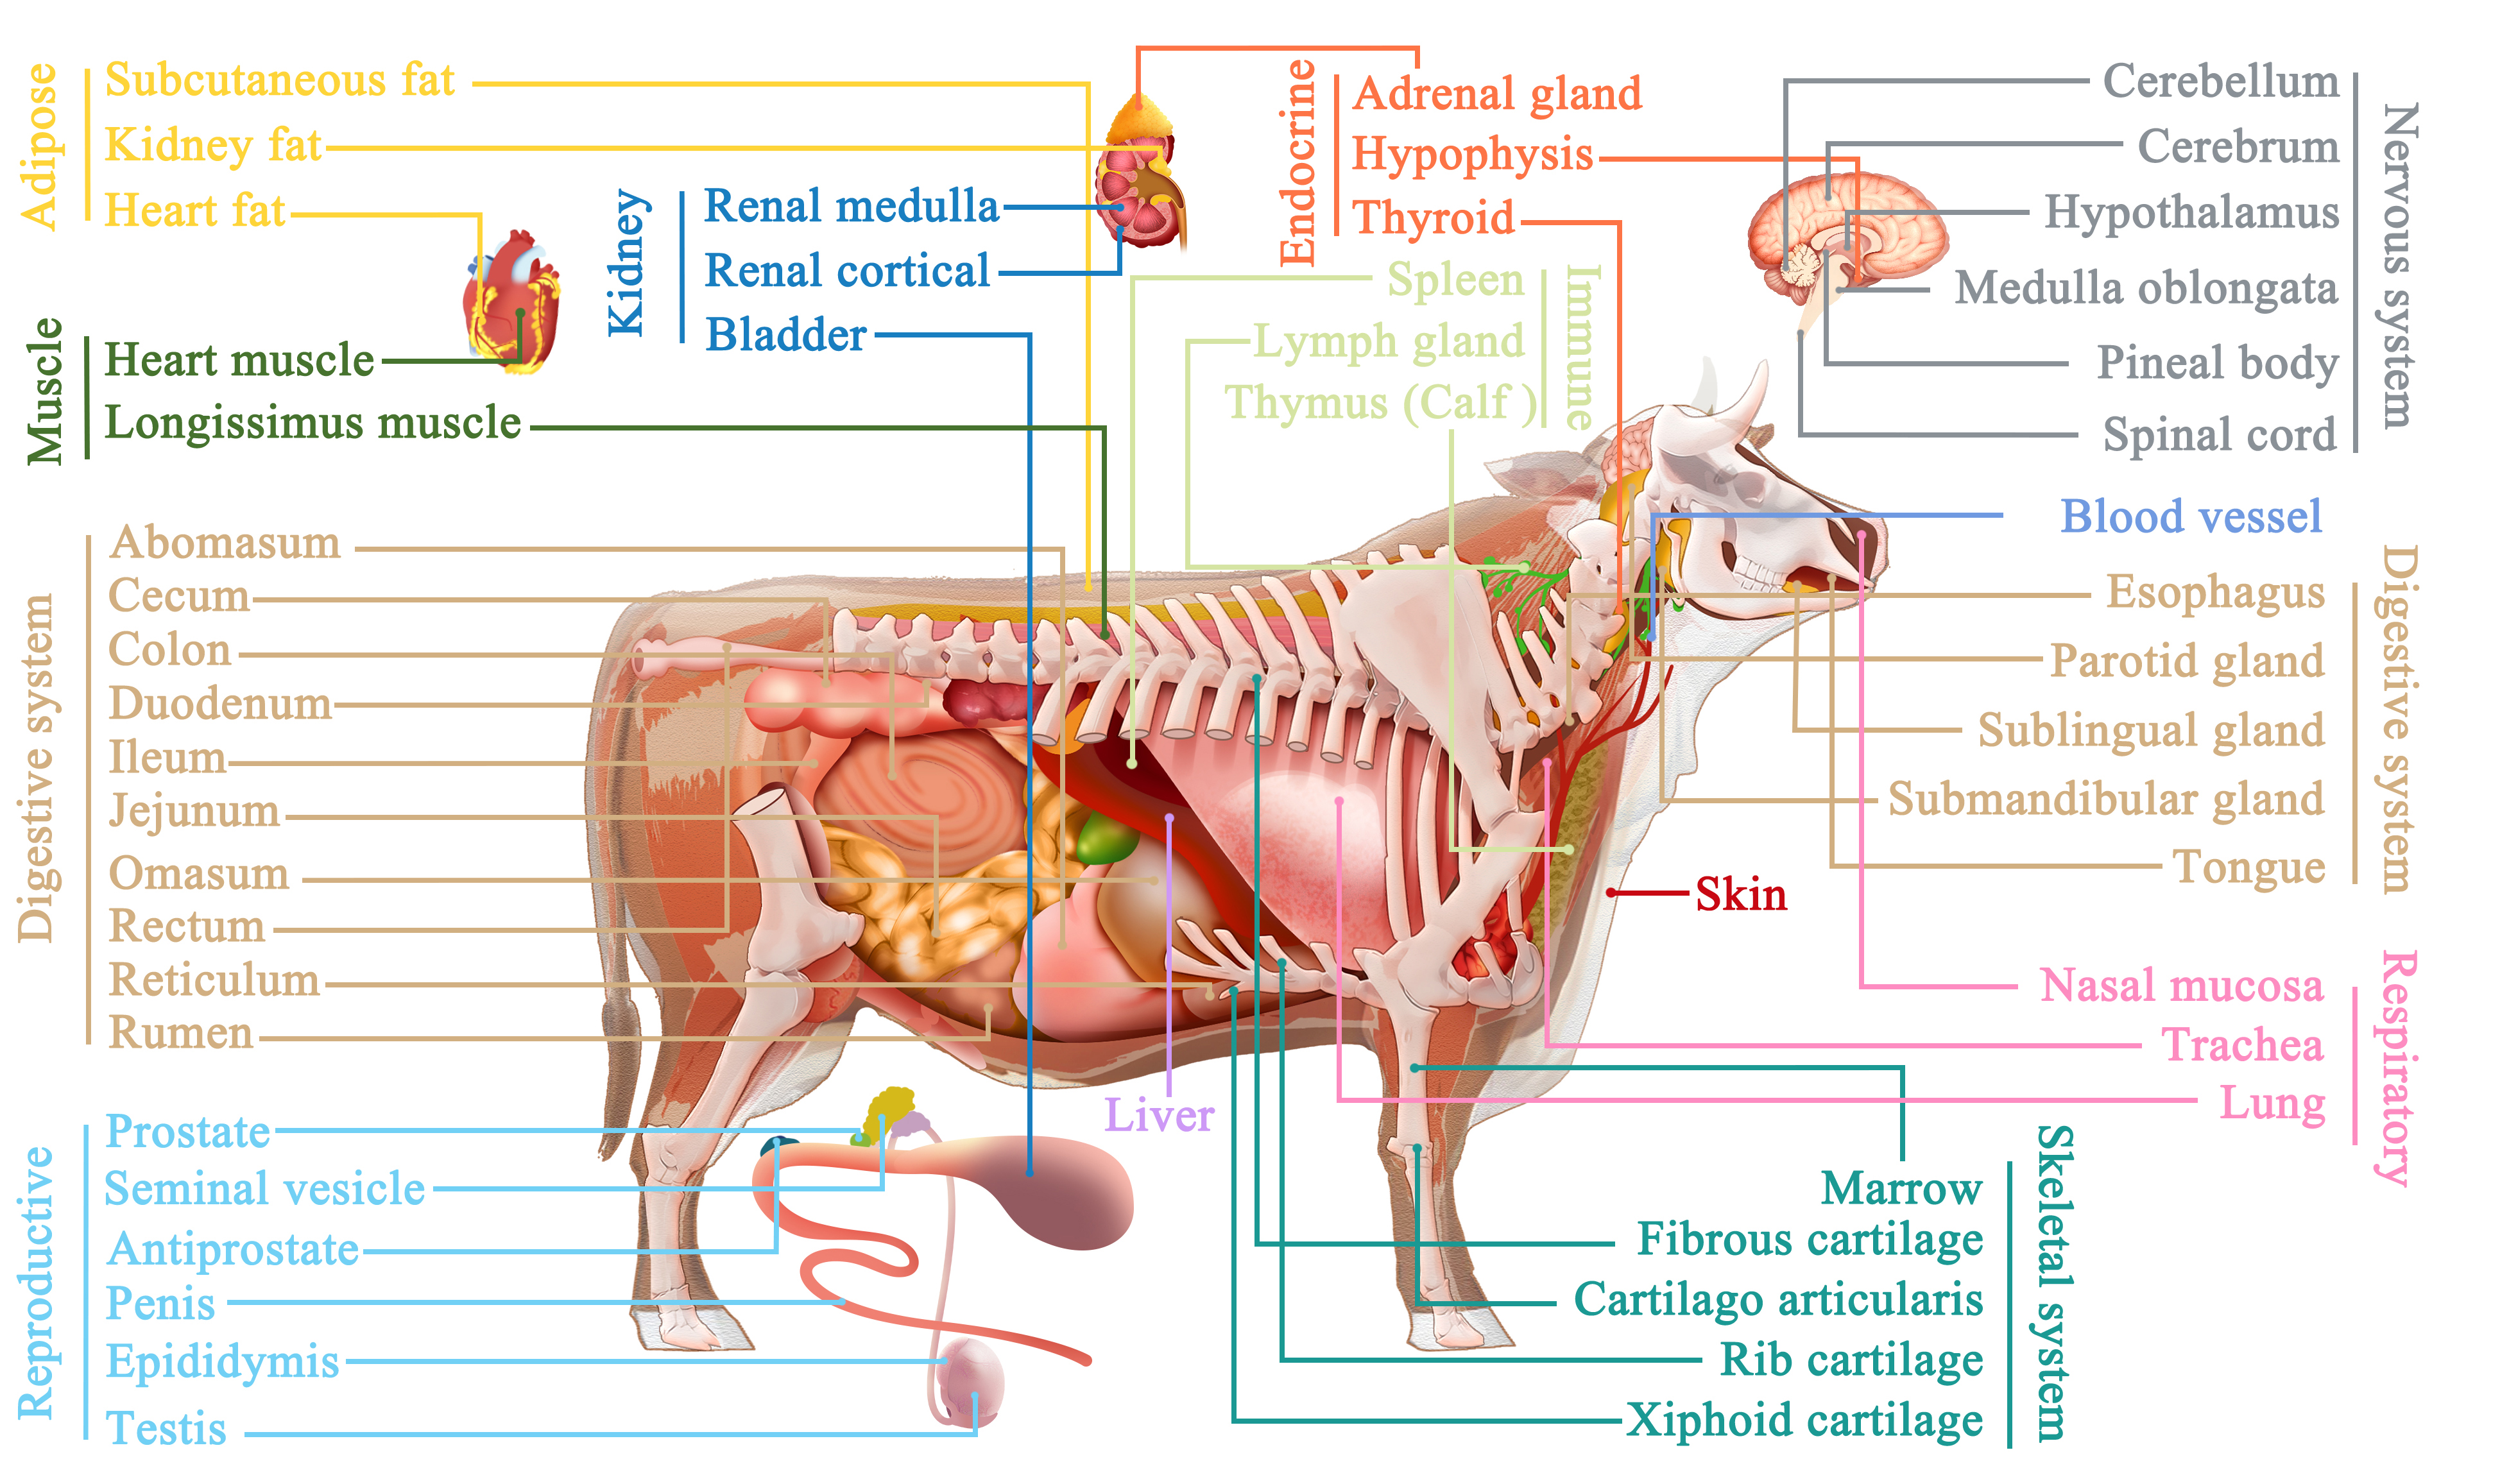 Adipose
Subcutaneous fat
Kidney fat
Heart fat
Muscle
Heart muscle
Longissimus muscle
Kidney
Renal medulla
Renal cortical
Bladder
Endocrine
Adrenal gland
Hypophysis
Thyroid
Immune
Spleen
Lymph gland
Thymus (Calf )
Nervous system
Cerebellum
Cerebrum
Hypothalamus
Medulla oblongata
Pineal body
Spinal cord
Blood vessel
Digestive system
Abomasum
Cecum
Colon
Duodenum
Ileum
Jejunum
Omasum
Rectum
Reticulum
Rumen
Digestive system
Esophagus
Parotid gland
Sublingual gland
Submandibular gland
Tongue
Skin
Respiratory
Nasal mucosa
Trachea
Lung
Liver
Reproductive
Prostate
Seminal vesicle
Antiprostate
Penis
Epididymis
Testis
Skeletal system
Marrow
Fibrous cartilage
Cartilago articularis
Rib cartilage
Xiphoid cartilage